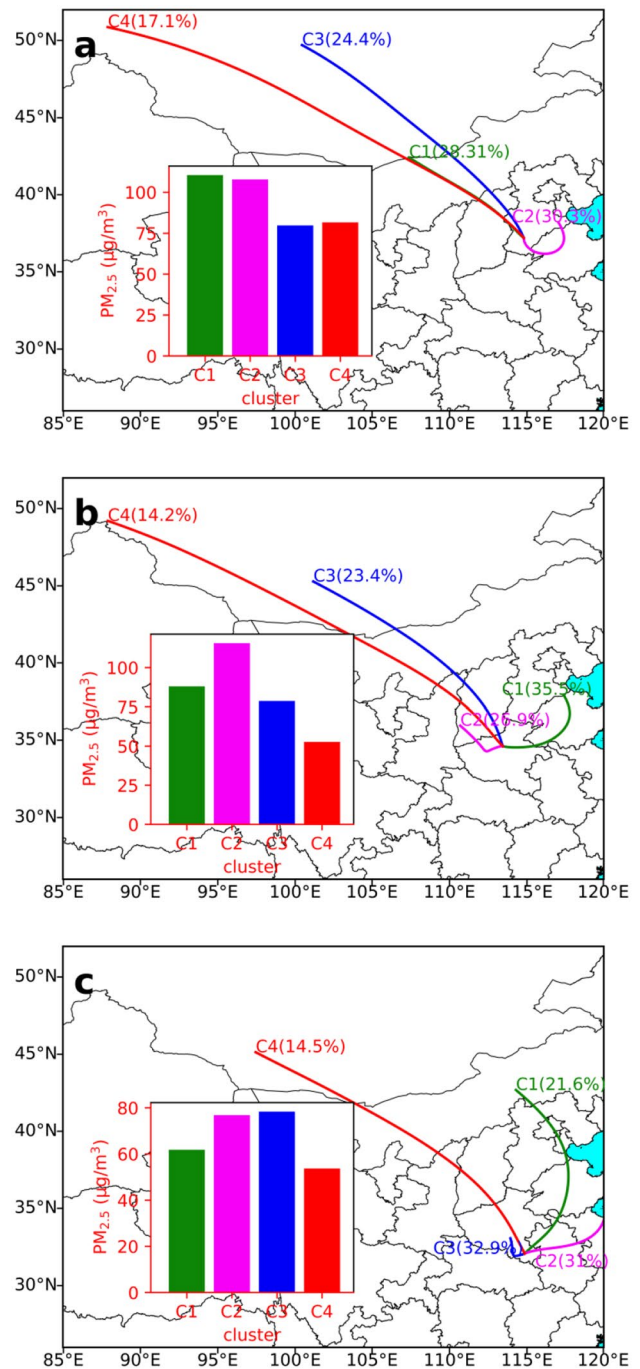 a
C4(17.1%)
C3(24.4%)
C1(28.31%)
C2(30.3%)
50°N
45°N
40°N
35°N
30°N
100
75
50
25
0
PM2.5 (μg/m³)
C1 C2 C3 C4
cluster
85°E 90°E 95°E 100°E 105°E 110°E 115°E 120°E
b
C4(14.2%)
C3(23.4%)
C1(35.5%)
C2(26.9%)
50°N
45°N
40°N
35°N
30°N
100
75
50
25
0
PM2.5 (μg/m³)
C1 C2 C3 C4
cluster
85°E 90°E 95°E 100°E 105°E 110°E 115°E 120°E
c
C4(14.5%)
C1(21.6%)
C3(32.9%)
C2(31%)
50°N
45°N
40°N
35°N
30°N
80
60
40
20
0
PM2.5 (μg/m³)
C1 C2 C3 C4
cluster
85°E 90°E 95°E 100°E 105°E 110°E 115°E 120°E